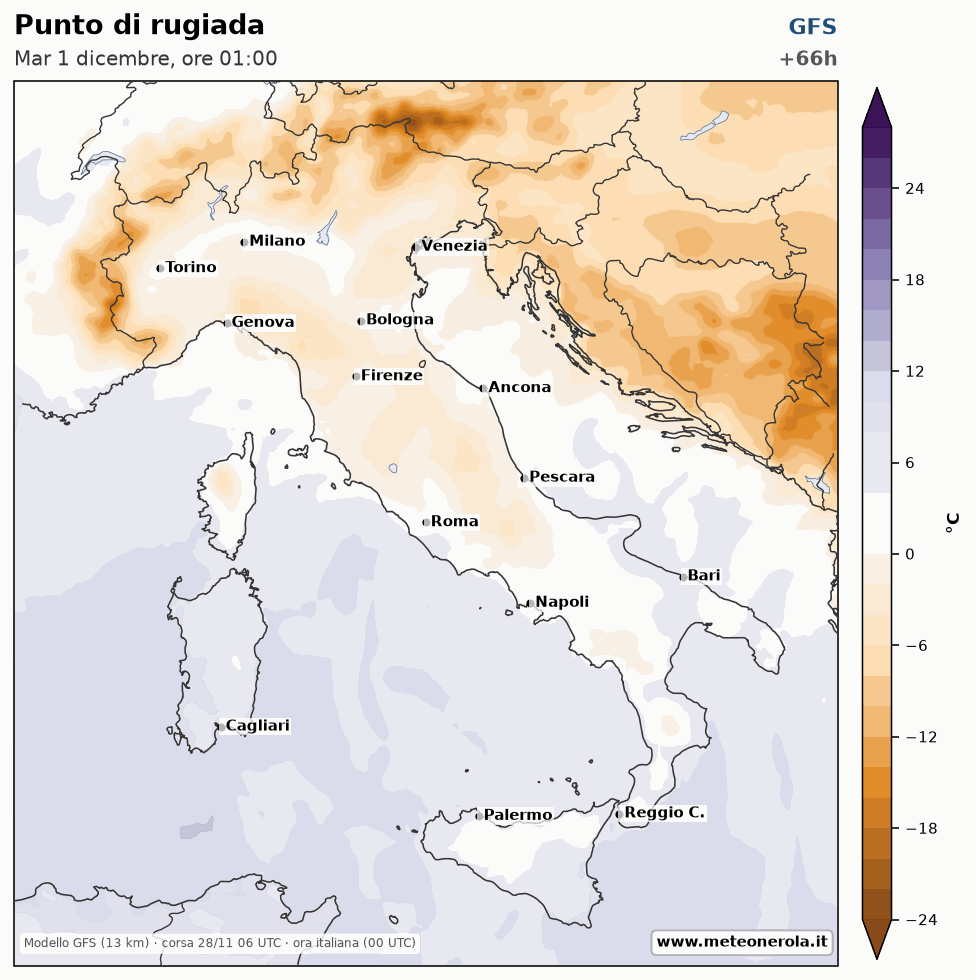 Punto di rugiada
GFS
Mar 1 dicembre, ore 01:00
+66h
Milano
Venezia
Torino
Genova
Bologna
Firenze
Ancona
Pescara
Roma
Bari
Napoli
Cagliari
Palermo
Reggio C.
24
18
12
6
0
−6
−12
−18
−24
°C
Modello GFS (13 km) · corsa 28/11 06 UTC · ora italiana (00 UTC)
www.meteonerola.it